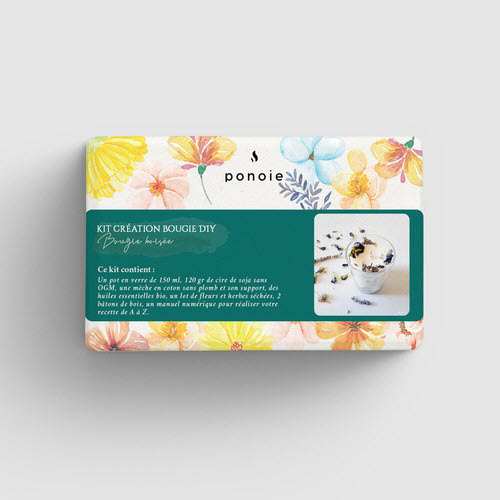 ponoie
KIT CRÉATION BOUGIE DIY
Bougie boisée
Ce kit contient :
Un pot en verre de 150 ml, 120 gr de cire de soja sans
OGM, une mèche en coton sans plomb et son support, des
huiles essentielles bio, un lot de fleurs et herbes séchées, 2
bâtons de bois, un manuel numérique pour réaliser votre
recette de A à Z.